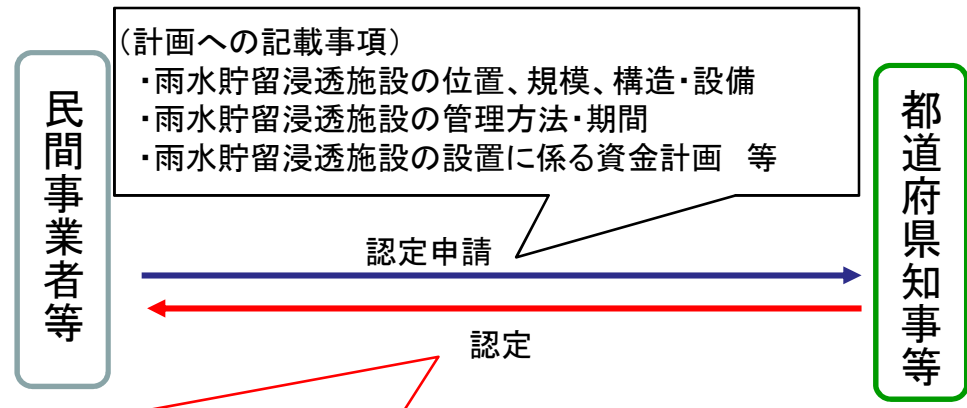 (計画への記載事項)
・雨水貯留浸透施設の位置、規模、構造・設備
・雨水貯留浸透施設の管理方法・期間
・雨水貯留浸透施設の設置に係る資金計画　等
民間事業者等
認定申請
認定
都道府県知事等